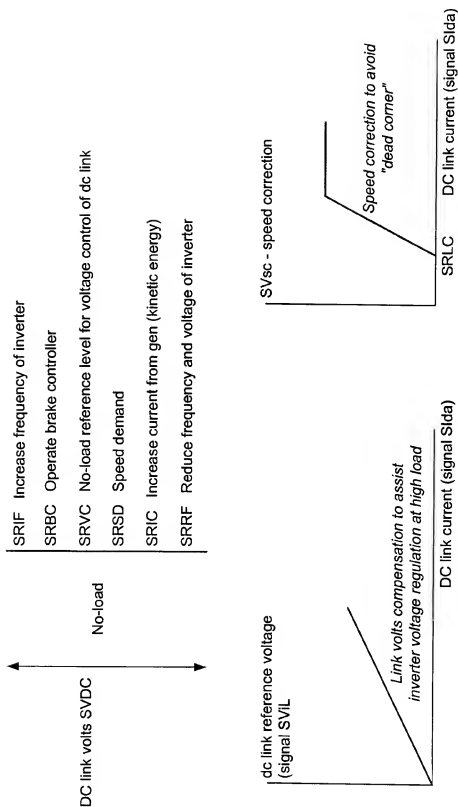 DC link volts SVDC
No-load
SRIF Increase frequency of inverter
SRBC Operate brake controller
SRVC No-load reference level for voltage control of dc link
SRSD Speed demand
SRIC Increase current from gen (kinetic energy)
SRRF Reduce frequency and voltage of inverter
dc link reference voltage
(signal SViL
Link volts compensation to assist
inverter voltage regulation at high load
DC link current (signal SIda)
SVsc - speed correction
Speed correction to avoid
"dead corner"
SRLC
DC link current (signal SIda)